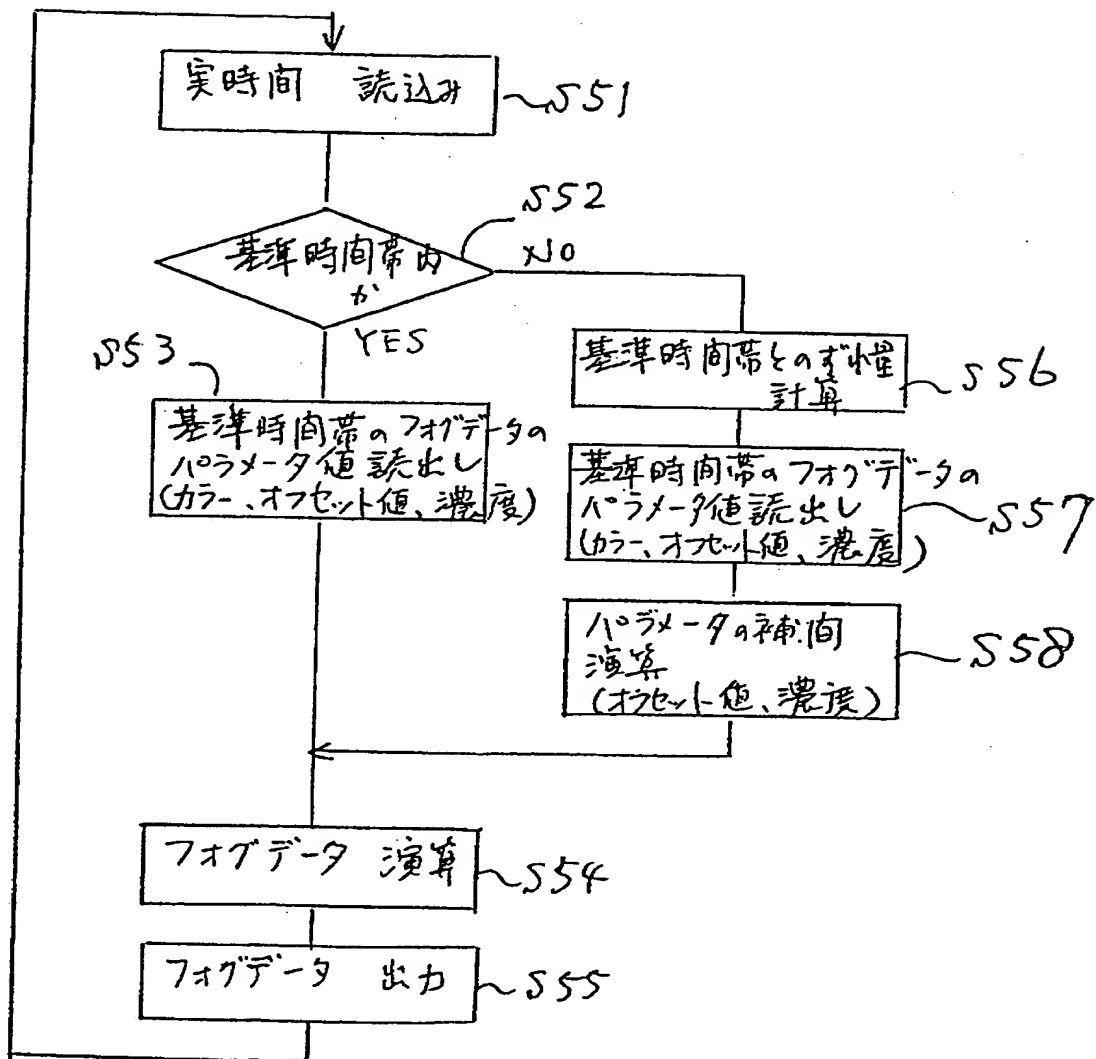 実時間 読込み
S51
S52
基準時間帯内
か
NO
YES
S53
基準時間帯のフォグデータの
パラメータ値読出し
(カラー、オフセット値、濃度)
基準時間帯とのずれ量
計算
S56
基準時間帯のフォグデータの
パラメータ値読出し
(カラー、オフセット値、濃度)
S57
パラメータの補間
演算
(オフセット値、濃度)
S58
フォグデータ 演算
S54
フォグデータ 出力
S55